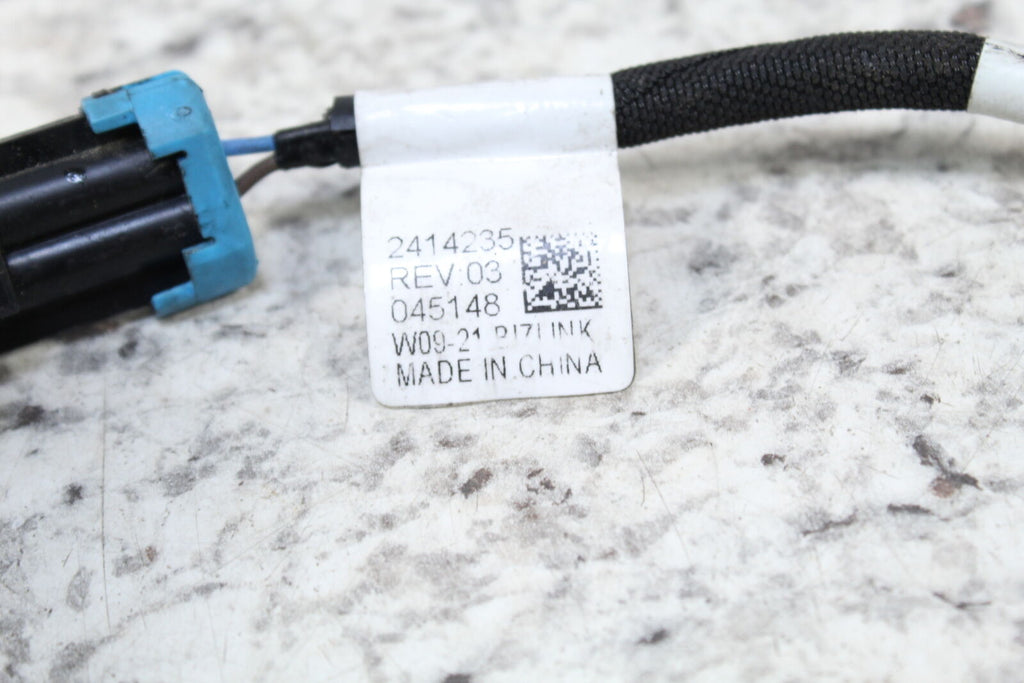 2414235
REV:03
045148
W09-21 BIZLINK
MADE IN CHINA